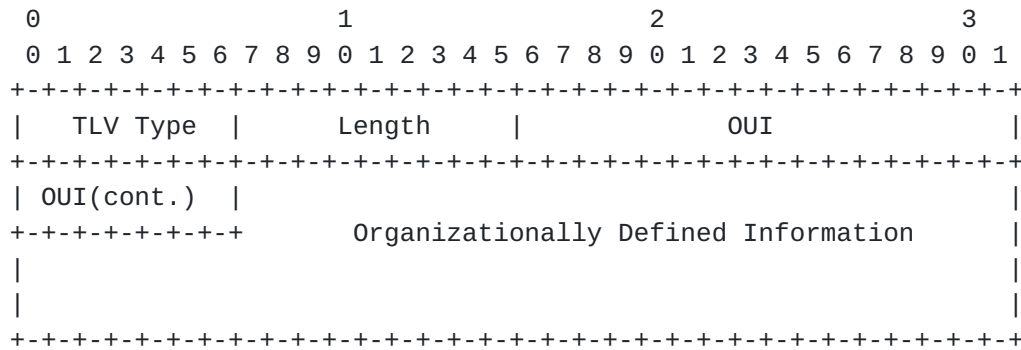 0                   1                   2                   3
 0 1 2 3 4 5 6 7 8 9 0 1 2 3 4 5 6 7 8 9 0 1 2 3 4 5 6 7 8 9 0 1
+-+-+-+-+-+-+-+-+-+-+-+-+-+-+-+-+-+-+-+-+-+-+-+-+-+-+-+-+-+-+-+-+
|   TLV Type  |      Length     |             OUI               |
+-+-+-+-+-+-+-+-+-+-+-+-+-+-+-+-+-+-+-+-+-+-+-+-+-+-+-+-+-+-+-+-+
| OUI(cont.)  |                                                 |
+-+-+-+-+-+-+-+       Organizationally Defined Information      |
|                                                               |
|                                                               |
+-+-+-+-+-+-+-+-+-+-+-+-+-+-+-+-+-+-+-+-+-+-+-+-+-+-+-+-+-+-+-+-+